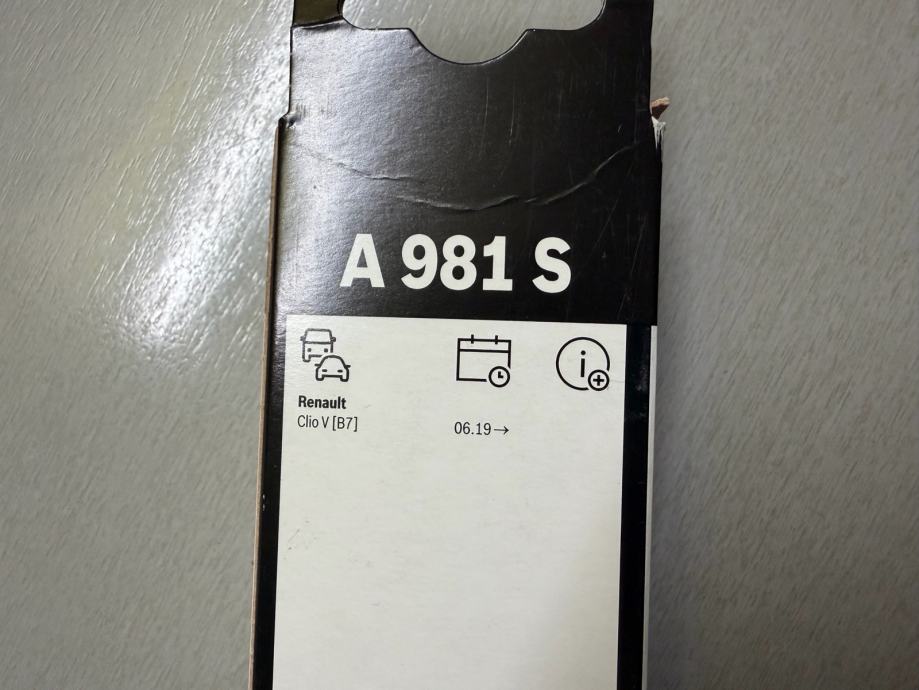 A 981 S
Renault
Clio V [B7]
06.19→